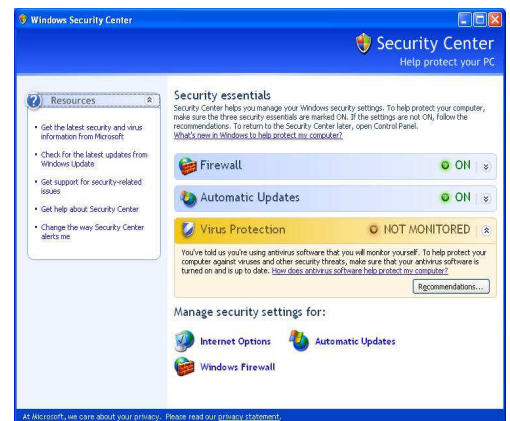 Windows Security Center
Security Center
Help protect your PC
Resources
Get the latest security and virus
information from Microsoft
Check for the latest updates from
Windows Update
Get support for security-related
issues
Get help about Security Center
Change the way Security Center
alerts me
Security essentials
Security Center helps you manage your Windows security settings. To help protect your computer,
make sure the three security essentials are marked ON. If the settings are not ON, follow the
recommendations. To return to the Security Center later, open Control Panel.
What's new in Windows to help protect my computer?
Firewall ON
Automatic Updates ON
Virus Protection NOT MONITORED
You've told us you're using antivirus software that you will monitor yourself. To help protect your
computer against viruses and other security threats, make sure that your antivirus software is
turned on and is up to date. How does antivirus software help protect my computer?
Recommendations...
Manage security settings for:
Internet Options Automatic Updates
Windows Firewall
At Microsoft, we care about your privacy. Please read our privacy statement.